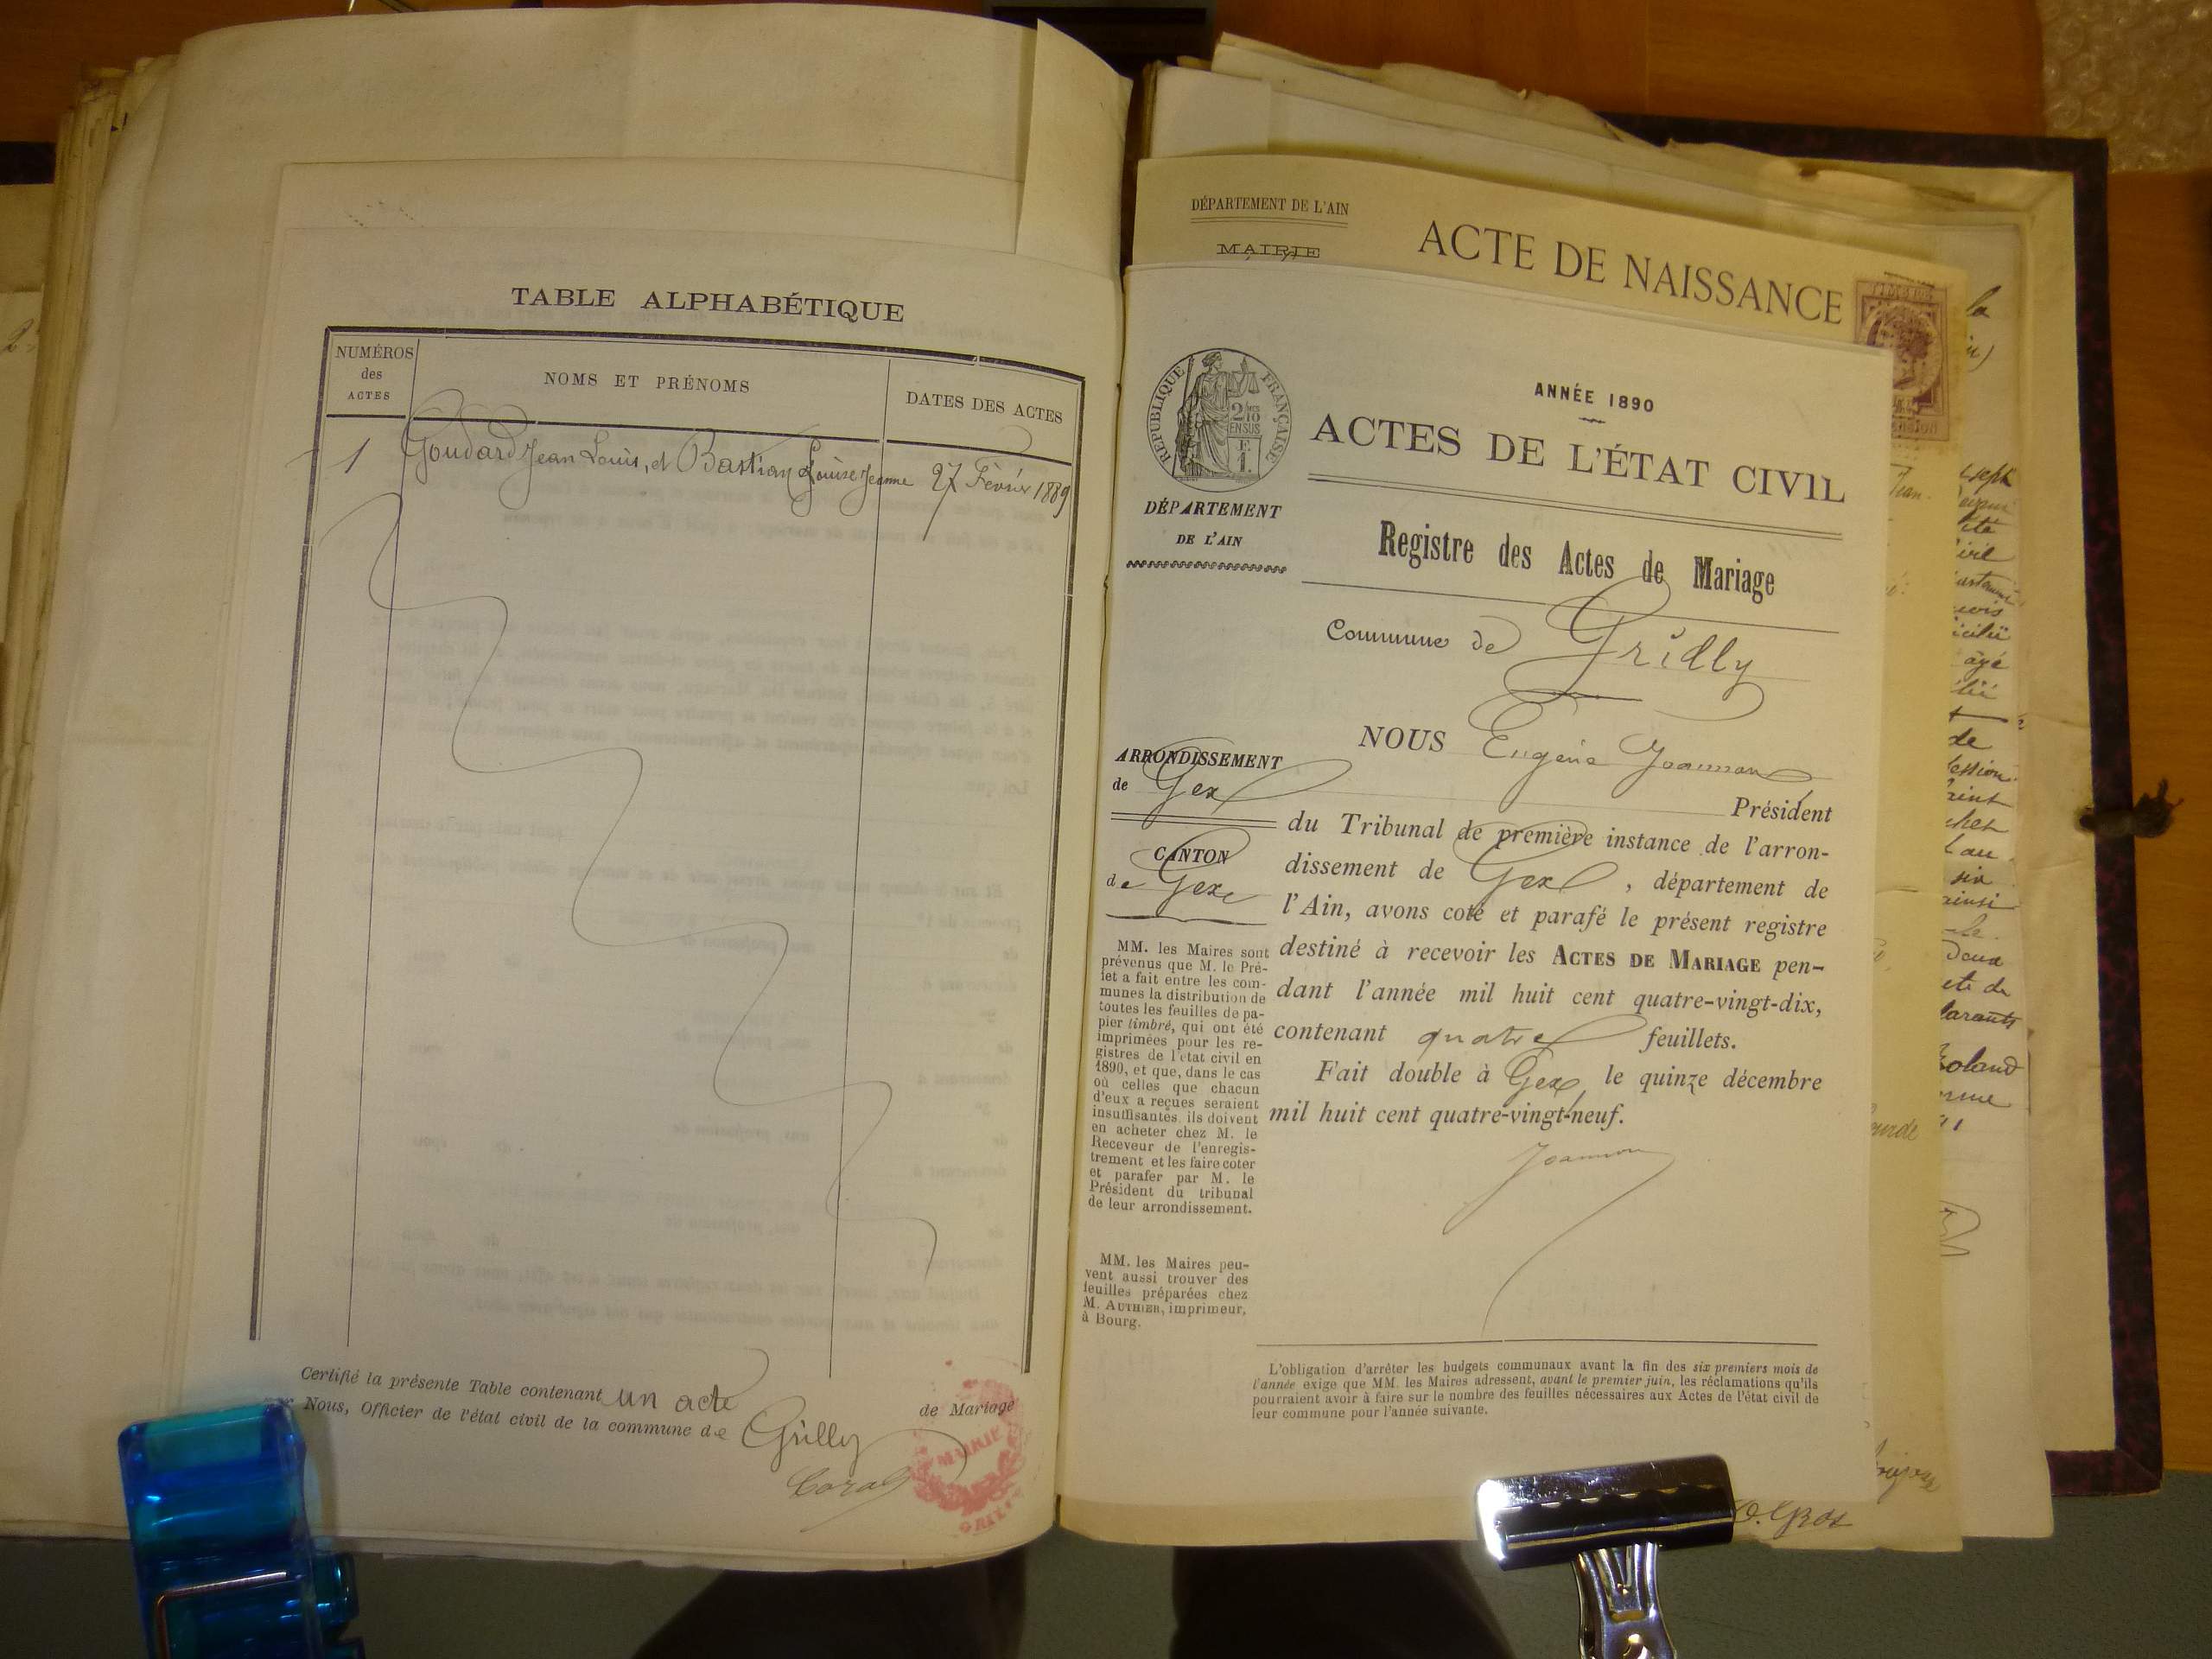 TABLE ALPHABÉTIQUE
NUMÉROS
des
ACTES
NOMS ET PRÉNOMS
DATES DES ACTES
1 Goudard Jean Louis, et Bastian Louise Jeanne 27 Février 1889
Certifié la présente Table contenant un acte de Mariage
Nous, Officier de l'état civil de la commune de Grilly
MAIRIE
DÉPARTEMENT DE L'AIN
MAIRIE
ACTE DE NAISSANCE
RÉPUBLIQUE FRANÇAISE
ANNÉE 1890
ACTES DE L'ÉTAT CIVIL
DÉPARTEMENT
DE L'AIN
Registre des Actes de Mariage
Commune de Grilly
NOUS Eugène Joannon
ARRONDISSEMENT
de Gex
CANTON
de Gex
Président
du Tribunal de première instance de l'arron-
dissement de Gex, département de
l'Ain, avons coté et parafé le présent registre
destiné à recevoir les ACTES DE MARIAGE pen-
dant l'année mil huit cent quatre-vingt-dix,
contenant quatre feuillets.
Fait double à Gex, le quinze décembre
mil huit cent quatre-vingt-neuf.
Joannon
MM. les Maires sont
prévenus que M. le Pré-
fet a fait entre les com-
munes la distribution de
toutes les feuilles de pa-
pier timbré, qui ont été
imprimées pour les re-
gistres de l'état civil en
1890, et que, dans le cas
où celles que chacun
d'eux a reçues seraient
insuffisantes, ils doivent
en acheter chez M. le
Receveur de l'enregis-
trement et les faire coter
et parafer par M. le
Président du tribunal
de leur arrondissement.
MM. les Maires peu-
vent aussi trouver des
feuilles préparées chez
M. AUTHIER, imprimeur,
à Bourg.
L'obligation d'arrêter les budgets communaux avant la fin des six premiers mois de
l'année exige que MM. les Maires adressent, avant le premier juin, les réclamations qu'ils
pourraient avoir à faire sur le nombre des feuilles nécessaires aux Actes de l'état civil de
leur commune pour l'année suivante.